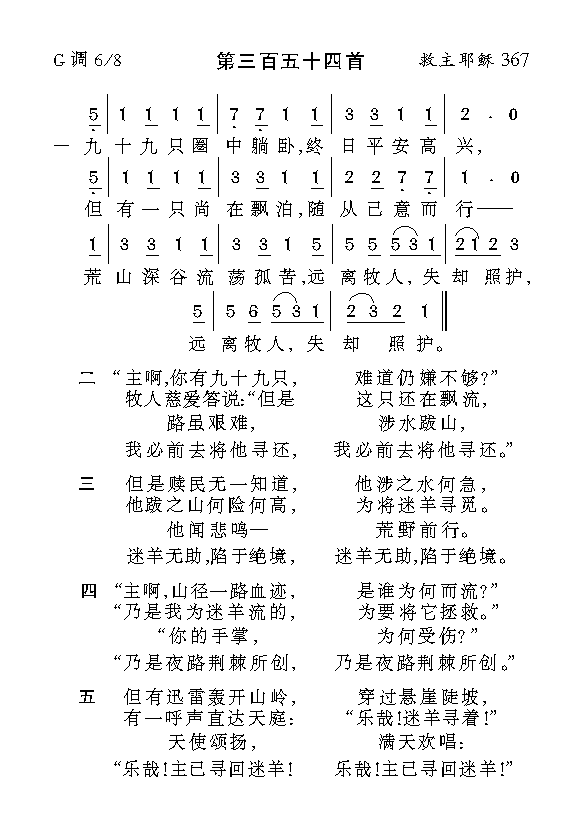 G 调 6/8 第三百五十四首 救主耶稣 367
5 | 1 1 1 1 | 7 7 1 1 | 3 3 1 1 | 2 · 0
一 九 十 九 只 圈 中 躺 卧,终 日 平 安 高 兴,
5 | 1 1 1 1 | 3 3 1 1 | 2 2 7 7 | 1 · 0
但 有 一 只 尚 在 飘 泊,随 从 己 意 而 行——
1 | 3 3 1 1 | 3 3 1 5 | 5 5 5 3 1 | 2 1 2 3
荒 山 深 谷 流 荡 孤 苦,远 离 牧 人, 失 却 照 护,
5 | 5 6 5 3 1 | 2 3 2 1 ‖
远 离 牧 人, 失 却 照 护。
二 “主啊,你有九十九只, 难道仍嫌不够?”
牧人慈爱答说:“但是 这只还在飘流,
路虽艰难, 涉水跋山,
我必前去将他寻还, 我必前去将他寻还。”
三 但是赎民无一知道, 他涉之水何急,
他跋之山何险何高, 为将迷羊寻觅。
他闻悲鸣— 荒野前行。
迷羊无助,陷于绝境, 迷羊无助,陷于绝境。
四 “主啊,山径一路血迹, 是谁为何而流?”
“乃是我为迷羊流的, 为要将它拯救。”
“你的手掌, 为何受伤?”
“乃是夜路荆棘所创, 乃是夜路荆棘所创。”
五 但有迅雷轰开山岭, 穿过悬崖陡坡,
有一呼声直达天庭: “乐哉!迷羊寻着!”
天使颂扬, 满天欢唱:
“乐哉!主已寻回迷羊! 乐哉!主已寻回迷羊!”